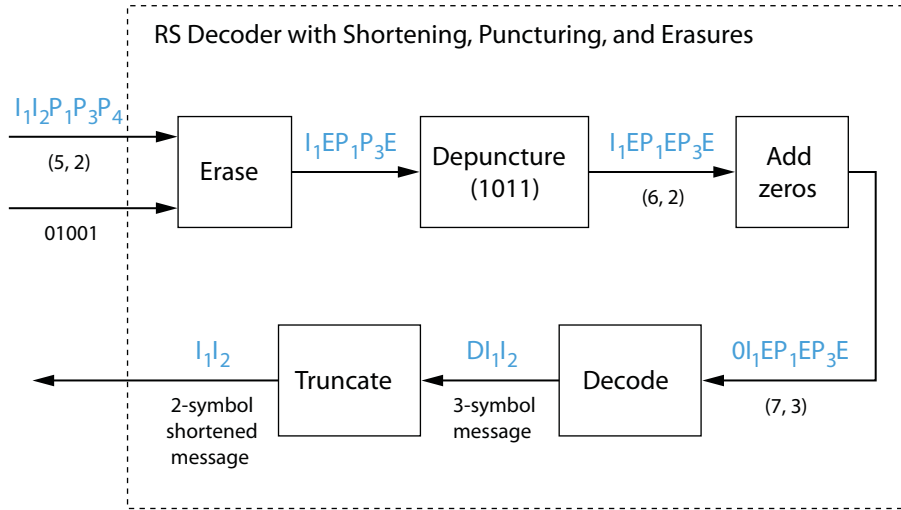 RS Decoder with Shortening, Puncturing, and Erasures
I₁I₂P₁P₃P₄
(5, 2)
01001
Erase
I₁EP₁P₃E
Depuncture
(1011)
I₁EP₁EP₃E
(6, 2)
Add
zeros
0I₁EP₁EP₃E
(7, 3)
Decode
DI₁I₂
3-symbol
message
Truncate
I₁I₂
2-symbol
shortened
message